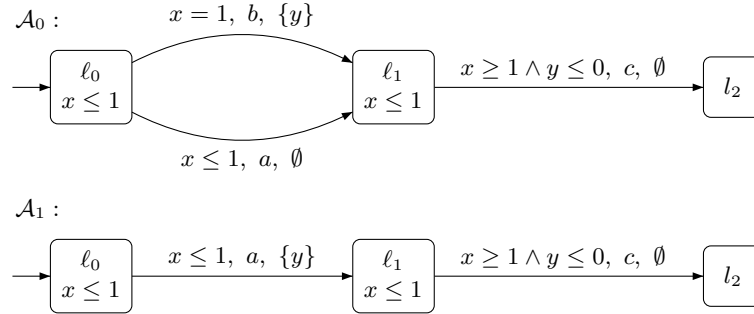 𝒜₀ :
x = 1, b, {y}
ℓ₀
x ≤ 1
ℓ₁
x ≤ 1
x ≥ 1 ∧ y ≤ 0, c, ∅
l₂
x ≤ 1, a, ∅
𝒜₁ :
ℓ₀
x ≤ 1
x ≤ 1, a, {y}
ℓ₁
x ≤ 1
x ≥ 1 ∧ y ≤ 0, c, ∅
l₂